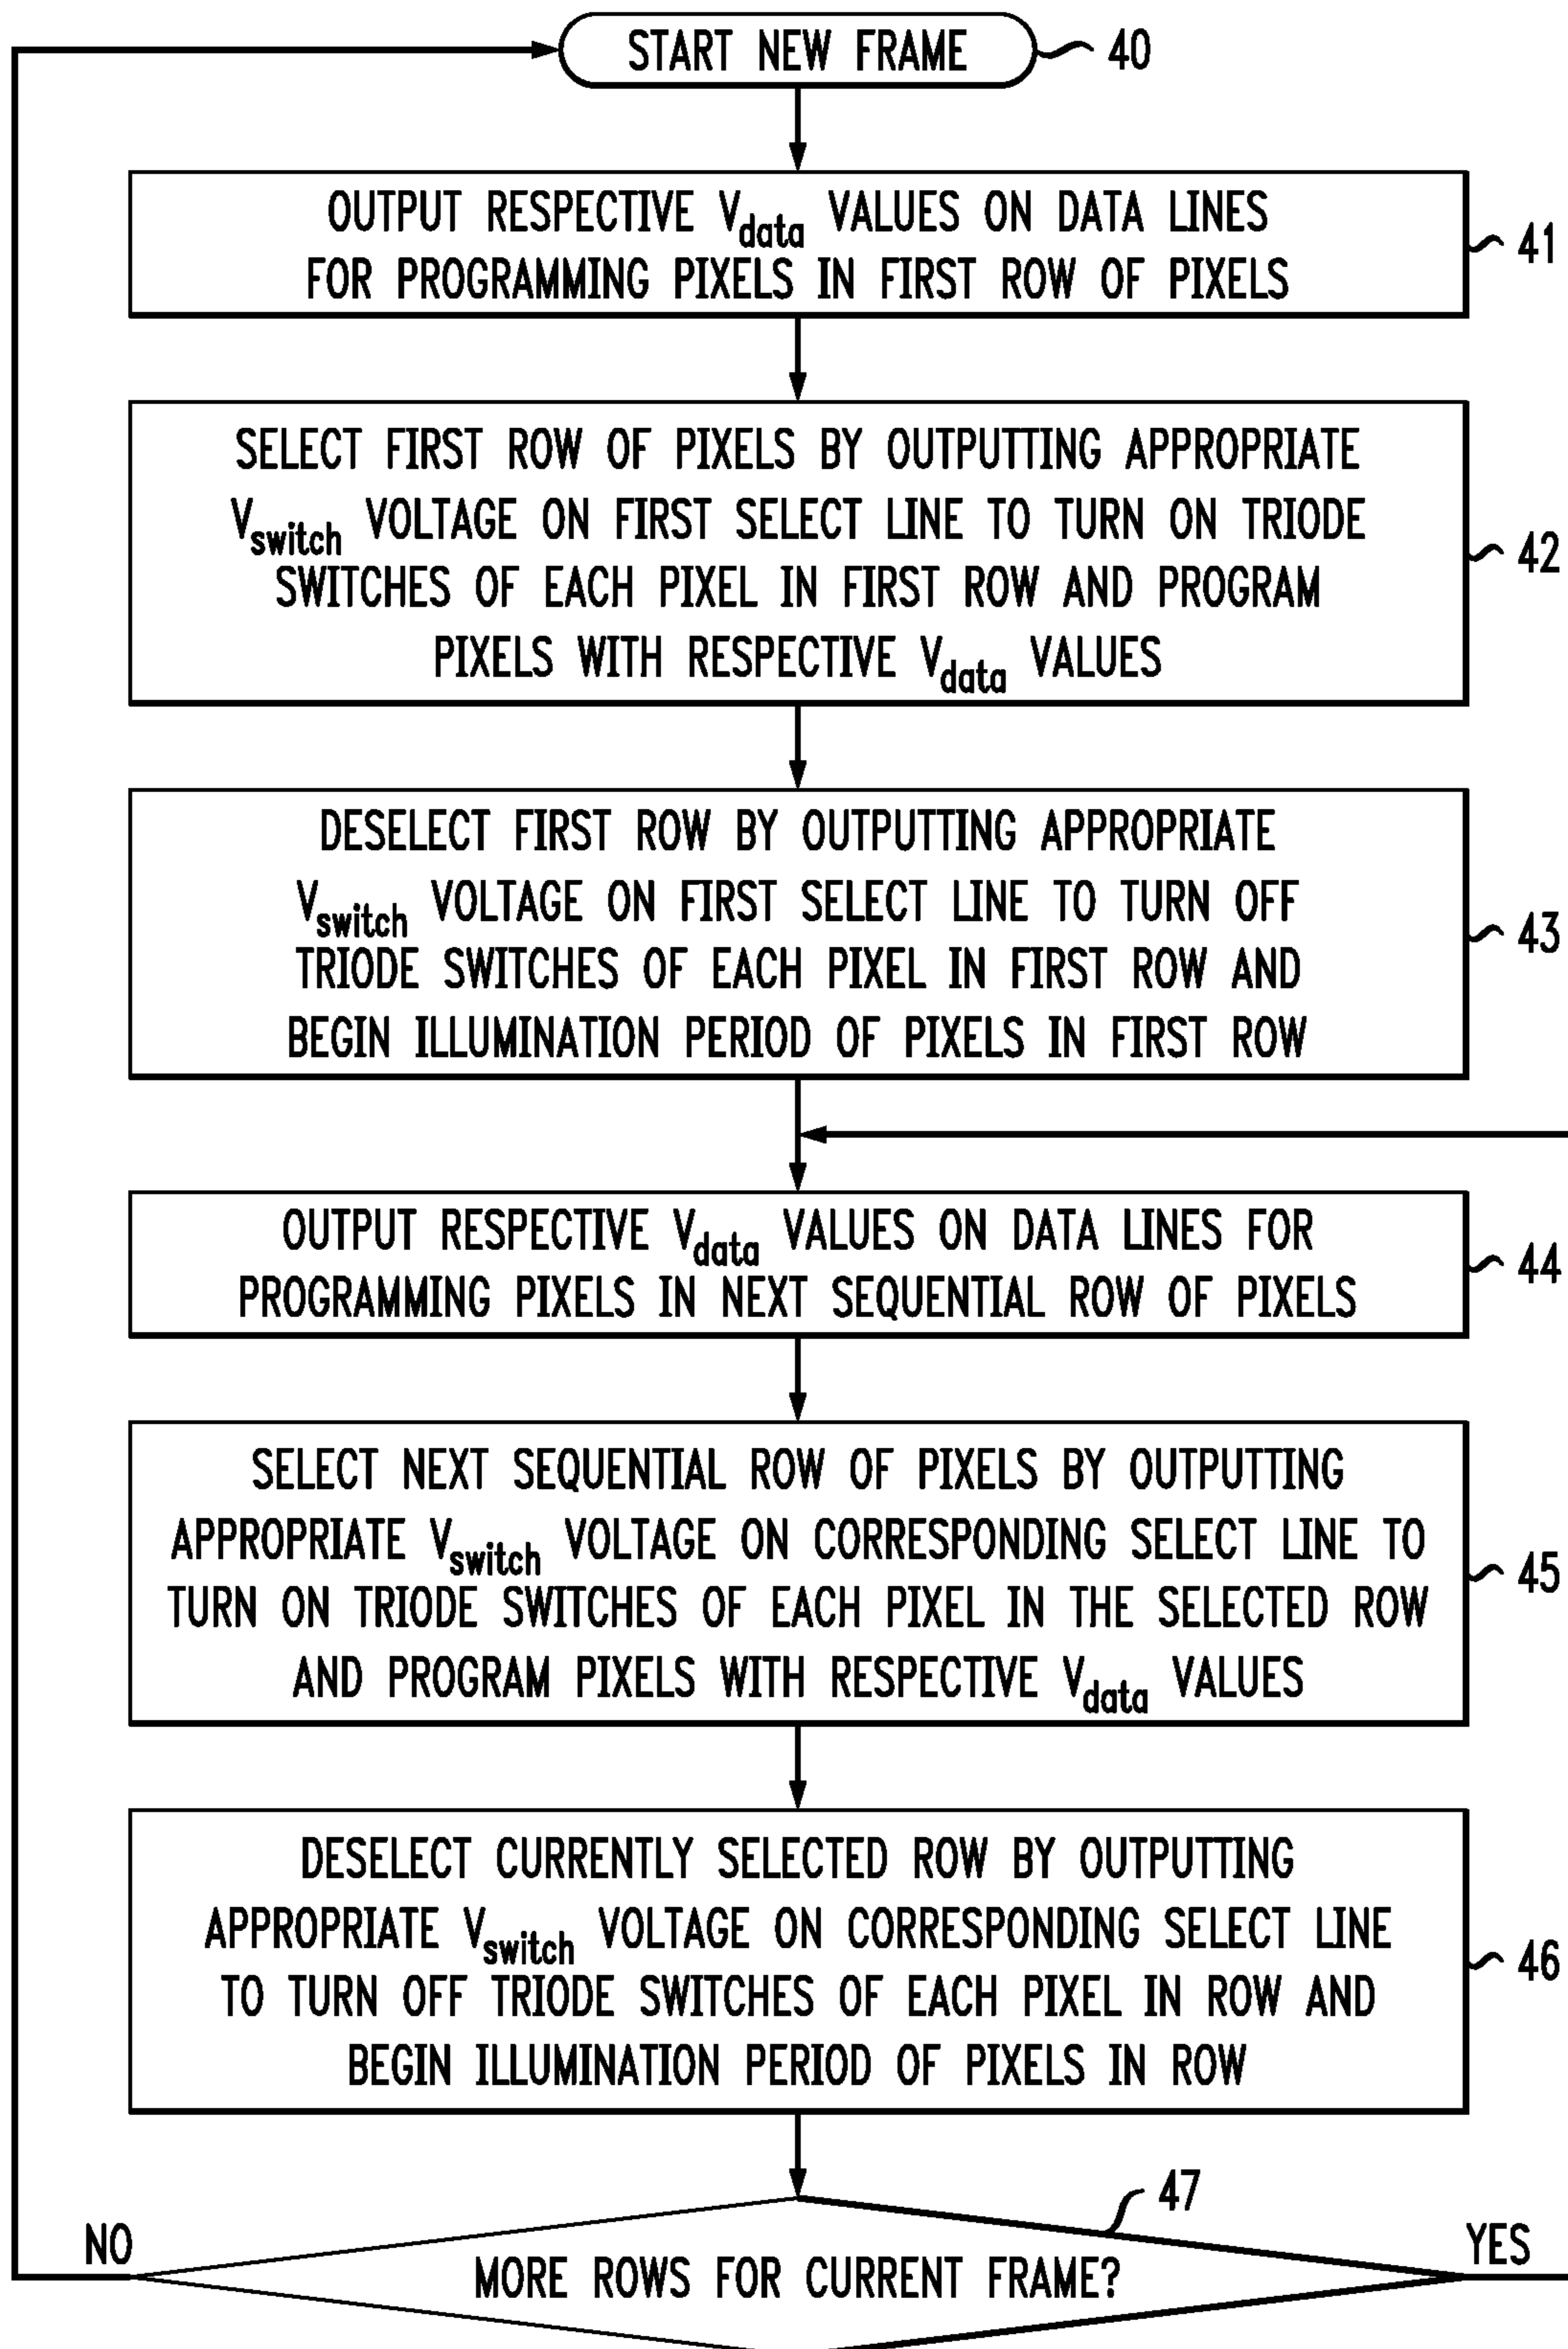 START NEW FRAME
40
OUTPUT RESPECTIVE Vdata VALUES ON DATA LINES
FOR PROGRAMMING PIXELS IN FIRST ROW OF PIXELS
41
SELECT FIRST ROW OF PIXELS BY OUTPUTTING APPROPRIATE
Vswitch VOLTAGE ON FIRST SELECT LINE TO TURN ON TRIODE
SWITCHES OF EACH PIXEL IN FIRST ROW AND PROGRAM
PIXELS WITH RESPECTIVE Vdata VALUES
42
DESELECT FIRST ROW BY OUTPUTTING APPROPRIATE
Vswitch VOLTAGE ON FIRST SELECT LINE TO TURN OFF
TRIODE SWITCHES OF EACH PIXEL IN FIRST ROW AND
BEGIN ILLUMINATION PERIOD OF PIXELS IN FIRST ROW
43
OUTPUT RESPECTIVE Vdata VALUES ON DATA LINES FOR
PROGRAMMING PIXELS IN NEXT SEQUENTIAL ROW OF PIXELS
44
SELECT NEXT SEQUENTIAL ROW OF PIXELS BY OUTPUTTING
APPROPRIATE Vswitch VOLTAGE ON CORRESPONDING SELECT LINE TO
TURN ON TRIODE SWITCHES OF EACH PIXEL IN THE SELECTED ROW
AND PROGRAM PIXELS WITH RESPECTIVE Vdata VALUES
45
DESELECT CURRENTLY SELECTED ROW BY OUTPUTTING
APPROPRIATE Vswitch VOLTAGE ON CORRESPONDING SELECT LINE
TO TURN OFF TRIODE SWITCHES OF EACH PIXEL IN ROW AND
BEGIN ILLUMINATION PERIOD OF PIXELS IN ROW
46
47
NO
MORE ROWS FOR CURRENT FRAME?
YES